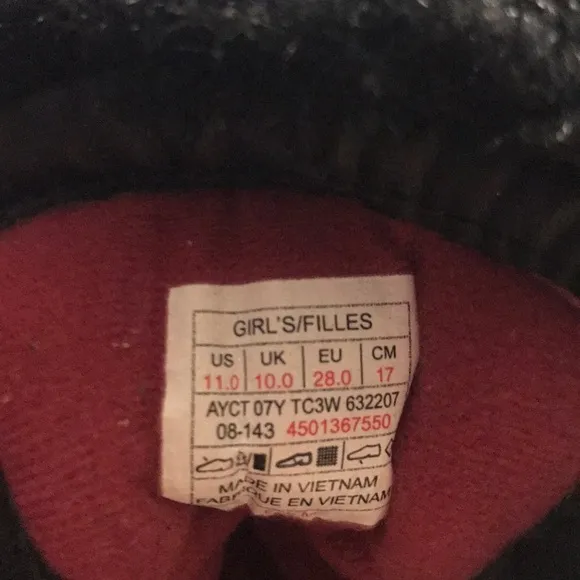 GIRL'S/FILLES
US UK EU CM
11.0 10.0 28.0 17
AYCT 07Y TC3W 632207
08-143 4501367550
MADE IN VIETNAM
FABRIQUE EN VIETNAM